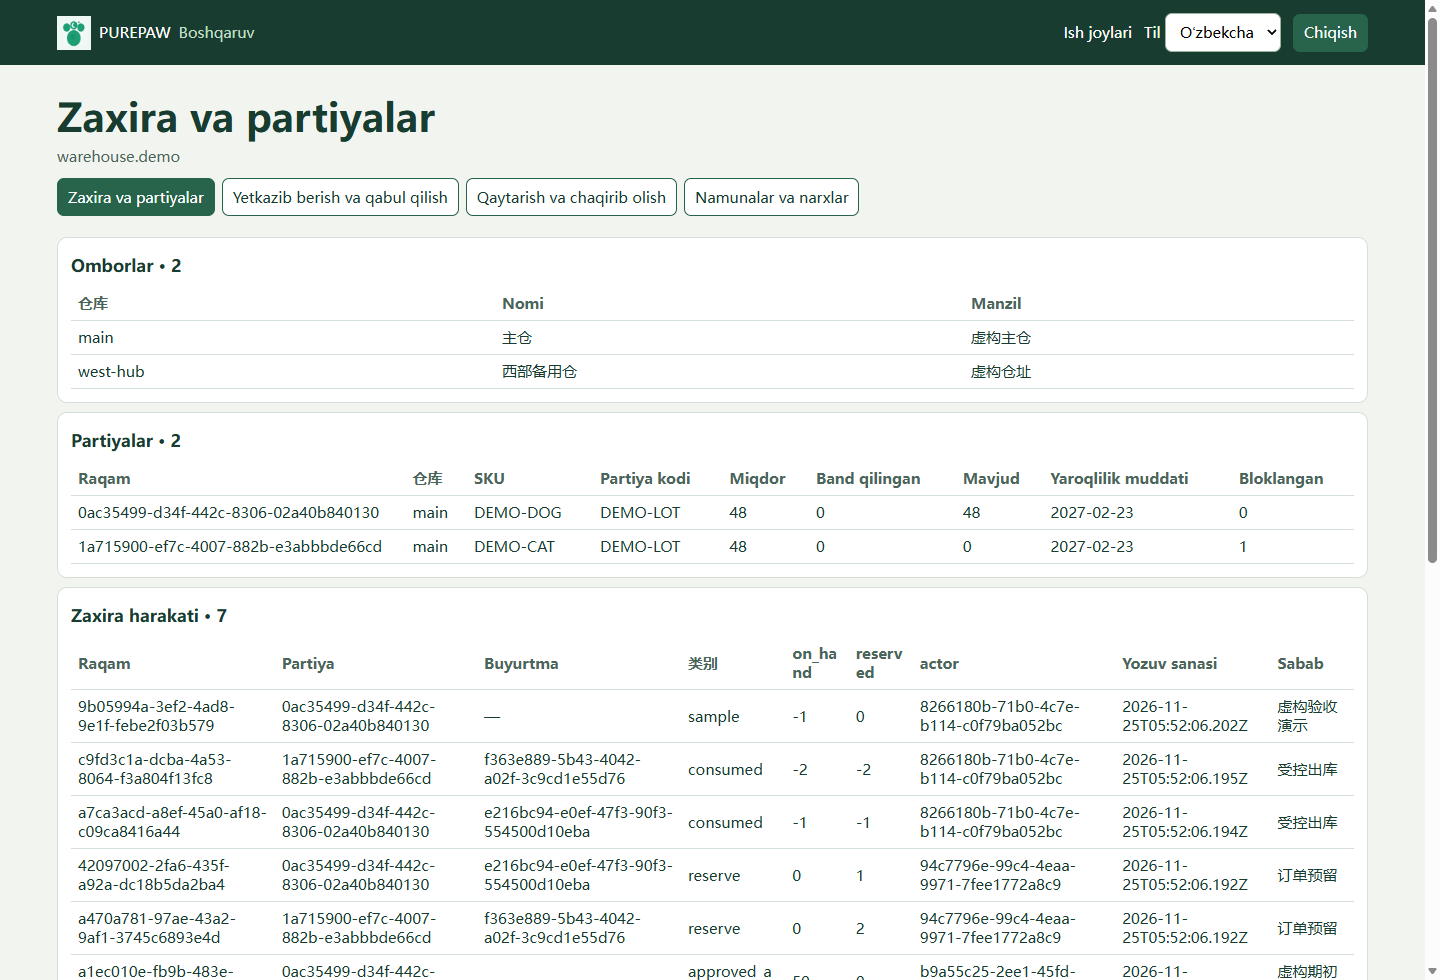 PUREPAW Boshqaruv
Ish joylari Til Oʻzbekcha Chiqish
Zaxira va partiyalar
warehouse.demo
Zaxira va partiyalar Yetkazib berish va qabul qilish Qaytarish va chaqirib olish Namunalar va narxlar
Omborlar • 2
仓库 Nomi Manzil
main 主仓 虚构主仓
west-hub 西部备用仓 虚构仓址
Partiyalar • 2
Raqam 仓库 SKU Partiya kodi Miqdor Band qilingan Mavjud Yaroqlilik muddati Bloklangan
0ac35499-d34f-442c-8306-02a40b840130 main DEMO-DOG DEMO-LOT 48 0 48 2027-02-23 0
1a715900-ef7c-4007-882b-e3abbbde66cd main DEMO-CAT DEMO-LOT 48 0 0 2027-02-23 1
Zaxira harakati • 7
Raqam Partiya Buyurtma 类别 on_ha reserv actor Yozuv sanasi Sabab
nd ed
9b05994a-3ef2-4ad8- 0ac35499-d34f-442c- — sample -1 0 8266180b-71b0-4c7e- 2026-11- 虚构验收
9e1f-febe2f03b579 8306-02a40b840130 b114-c0f79ba052bc 25T05:52:06.202Z 演示
c9fd3c1a-dcba-4a53- 1a715900-ef7c-4007- f363e889-5b43-4042- consumed -2 -2 8266180b-71b0-4c7e- 2026-11- 受控出库
8064-f3a804f13fc8 882b-e3abbbde66cd a02f-3c9cd1e55d76 b114-c0f79ba052bc 25T05:52:06.195Z
a7ca3acd-a8ef-45a0-af18- 0ac35499-d34f-442c- e216bc94-e0ef-47f3-90f3- consumed -1 -1 8266180b-71b0-4c7e- 2026-11- 受控出库
c09ca8416a44 8306-02a40b840130 554500d10eba b114-c0f79ba052bc 25T05:52:06.194Z
42097002-2fa6-435f- 0ac35499-d34f-442c- e216bc94-e0ef-47f3-90f3- reserve 0 1 94c7796e-99c4-4eaa- 2026-11- 订单预留
a92a-dc18b5da2ba4 8306-02a40b840130 554500d10eba 9971-7fee1772a8c9 25T05:52:06.192Z
a470a781-97ae-43a2- 1a715900-ef7c-4007- f363e889-5b43-4042- reserve 0 2 94c7796e-99c4-4eaa- 2026-11- 订单预留
9af1-3745c6893e4d 882b-e3abbbde66cd a02f-3c9cd1e55d76 9971-7fee1772a8c9 25T05:52:06.192Z
a1ec010e-fb9b-483e- 0ac35499-d34f-442c- approved_a b9a55c25-2ee1-45fd- 2026-11- 虚构期初